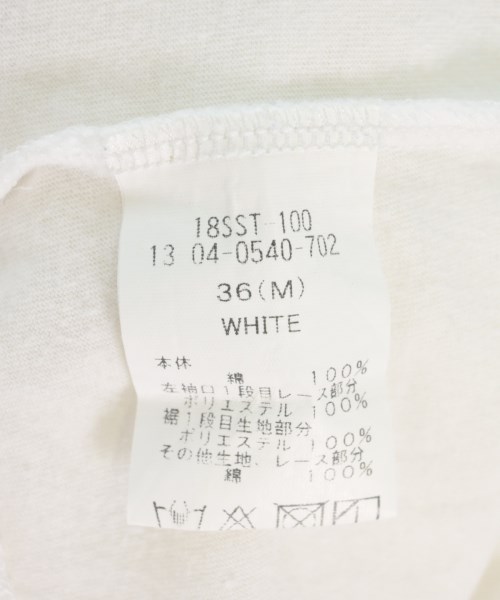 18SST-100
13 04-0540-702
36(M)
WHITE
本体
綿 100%
左袖口1段目レース部分
ポリエステル 100%
裾1段目生地部分
ポリエステル 100%
その他生地、レース部分
綿 100%